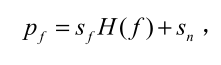 p_f = s_f H(f) + s_n ,